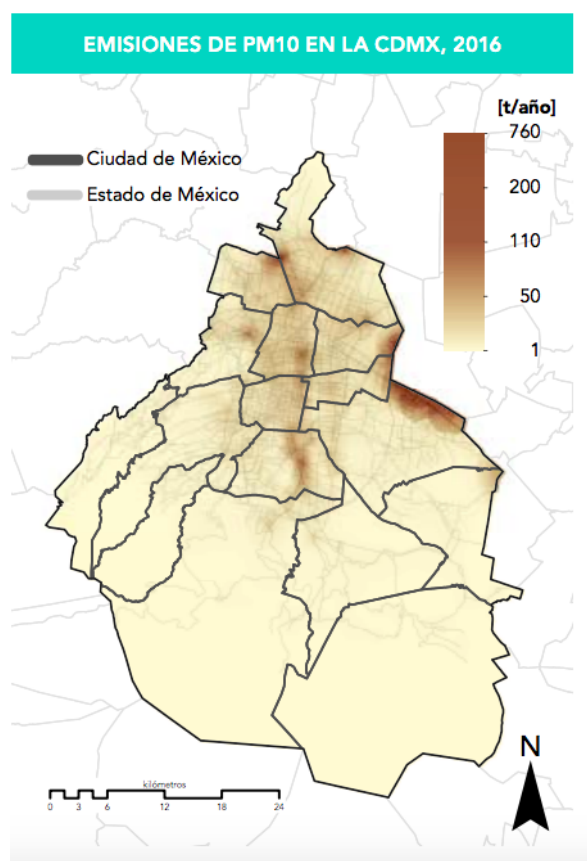 EMISIONES DE PM10 EN LA CDMX, 2016
[t/año]
760
Ciudad de México
200
Estado de México
110
50
1
N
kilómetros
0 3 6 12 18 24